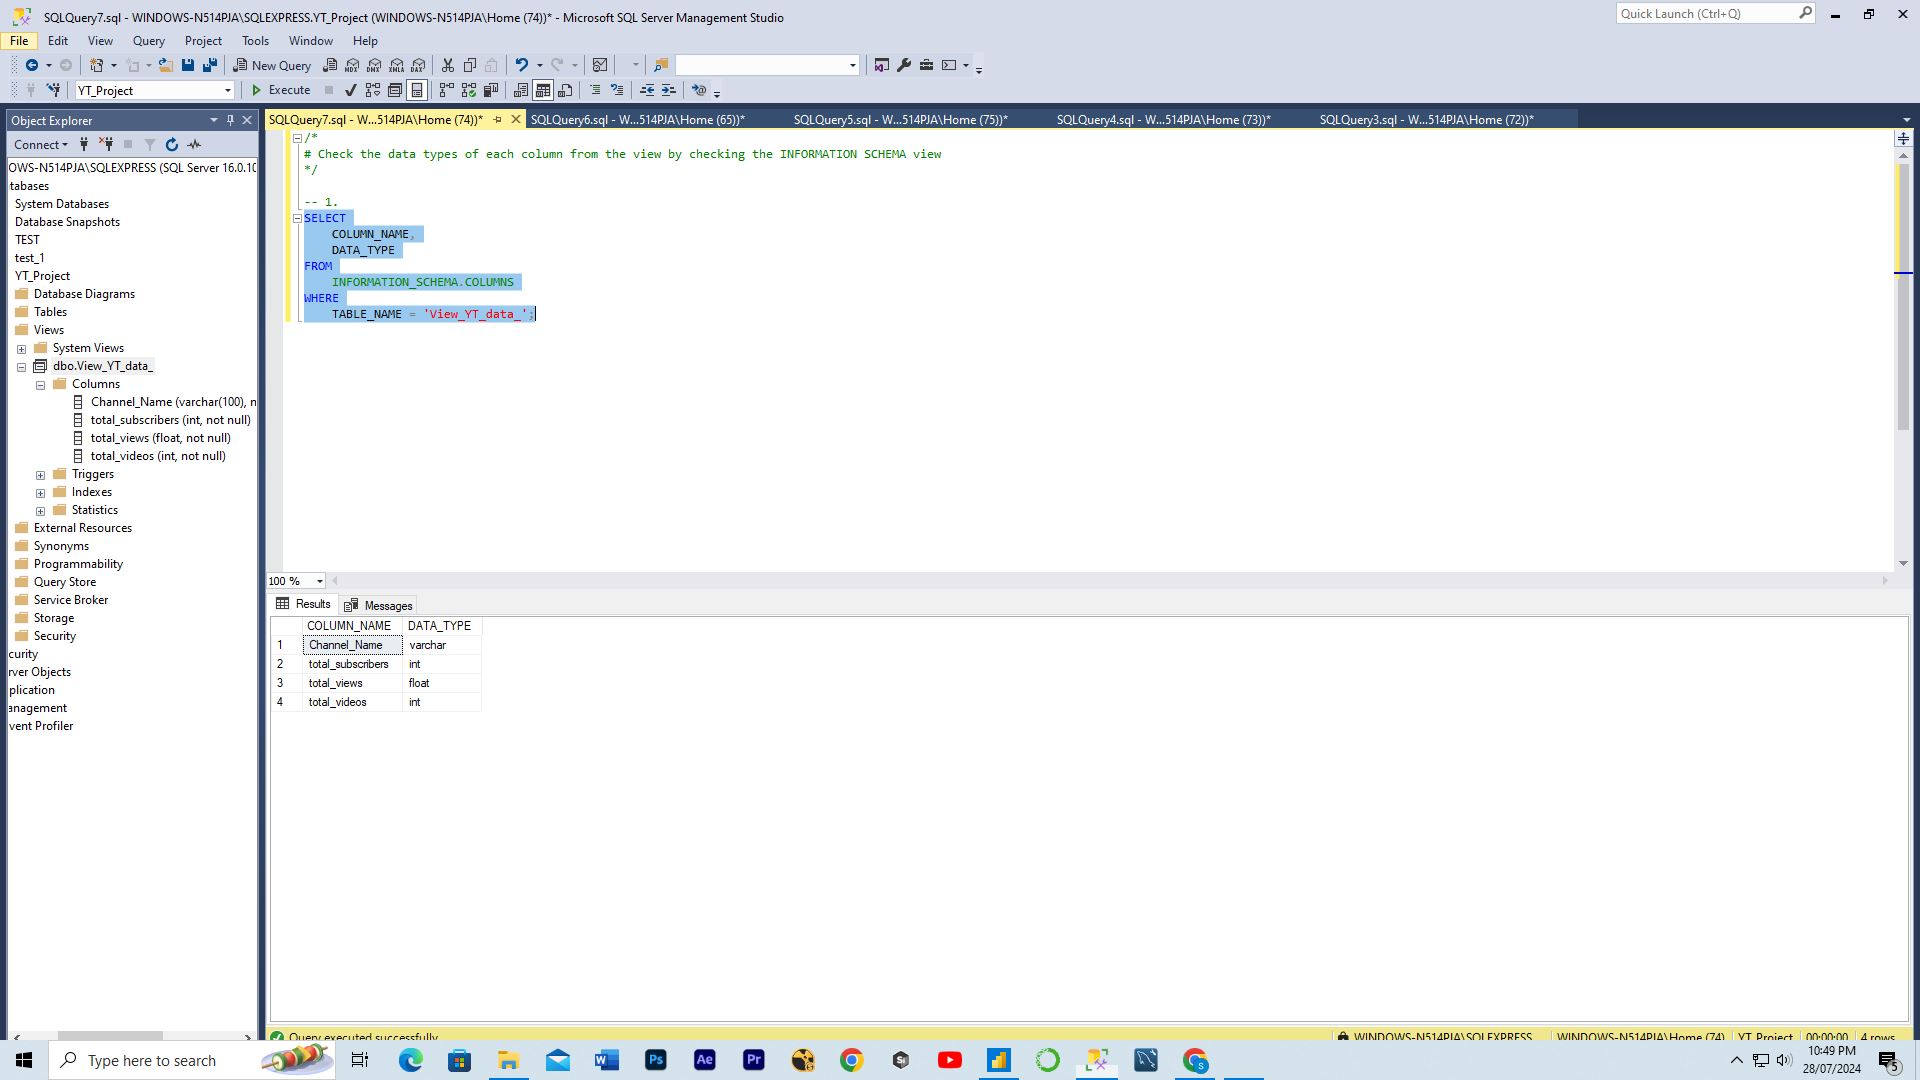 SQLQuery7.sql - WINDOWS-N514PJA\SQLEXPRESS.YT_Project (WINDOWS-N514PJA\Home (74))* - Microsoft SQL Server Management Studio
Quick Launch (Ctrl+Q)
File Edit View Query Project Tools Window Help
New Query
MDX DMX XMLA DAX
YT_Project
Execute
Object Explorer
SQLQuery7.sql - W...514PJA\Home (74))* SQLQuery6.sql - W...514PJA\Home (65))* SQLQuery5.sql - W...514PJA\Home (75))* SQLQuery4.sql - W...514PJA\Home (73))* SQLQuery3.sql - W...514PJA\Home (72))*
Connect
OWS-N514PJA\SQLEXPRESS (SQL Server 16.0.10
tabases
System Databases
Database Snapshots
TEST
test_1
YT_Project
Database Diagrams
Tables
Views
System Views
dbo.View_YT_data_
Columns
Channel_Name (varchar(100), n
total_subscribers (int, not null)
total_views (float, not null)
total_videos (int, not null)
Triggers
Indexes
Statistics
External Resources
Synonyms
Programmability
Query Store
Service Broker
Storage
Security
curity
rver Objects
plication
anagement
vent Profiler
/*
# Check the data types of each column from the view by checking the INFORMATION SCHEMA view
*/
-- 1.
SELECT
COLUMN_NAME,
DATA_TYPE
FROM
INFORMATION_SCHEMA.COLUMNS
WHERE
TABLE_NAME = 'View_YT_data_';
100 %
Results Messages
COLUMN_NAME DATA_TYPE
1 Channel_Name varchar
2 total_subscribers int
3 total_views float
4 total_videos int
Query executed successfully
WINDOWS-N514PJA\SQLEXPRESS WINDOWS-N514PJA\Home (74) YT_Project 00:00:00 4 rows
Type here to search
Ps Ae Pr
10:49 PM
28/07/2024
5